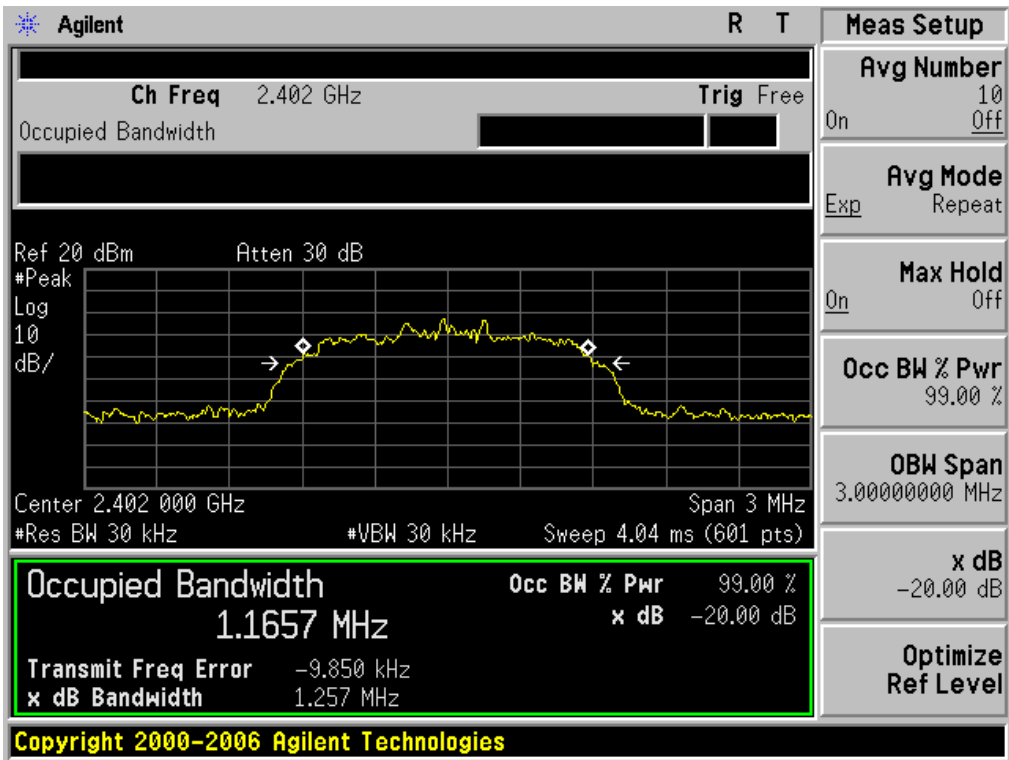 Agilent R T
Ch Freq 2.402 GHz Trig Free
Occupied Bandwidth
Ref 20 dBm Atten 30 dB
#Peak
Log
10
dB/
Center 2.402 000 GHz Span 3 MHz
#Res BW 30 kHz #VBW 30 kHz Sweep 4.04 ms (601 pts)
Occupied Bandwidth Occ BW % Pwr 99.00 %
1.1657 MHz x dB -20.00 dB
Transmit Freq Error -9.850 kHz
x dB Bandwidth 1.257 MHz
Copyright 2000-2006 Agilent Technologies
Meas Setup
Avg Number
10
On Off
Avg Mode
Exp Repeat
Max Hold
On Off
Occ BW % Pwr
99.00 %
OBW Span
3.00000000 MHz
x dB
-20.00 dB
Optimize
Ref Level